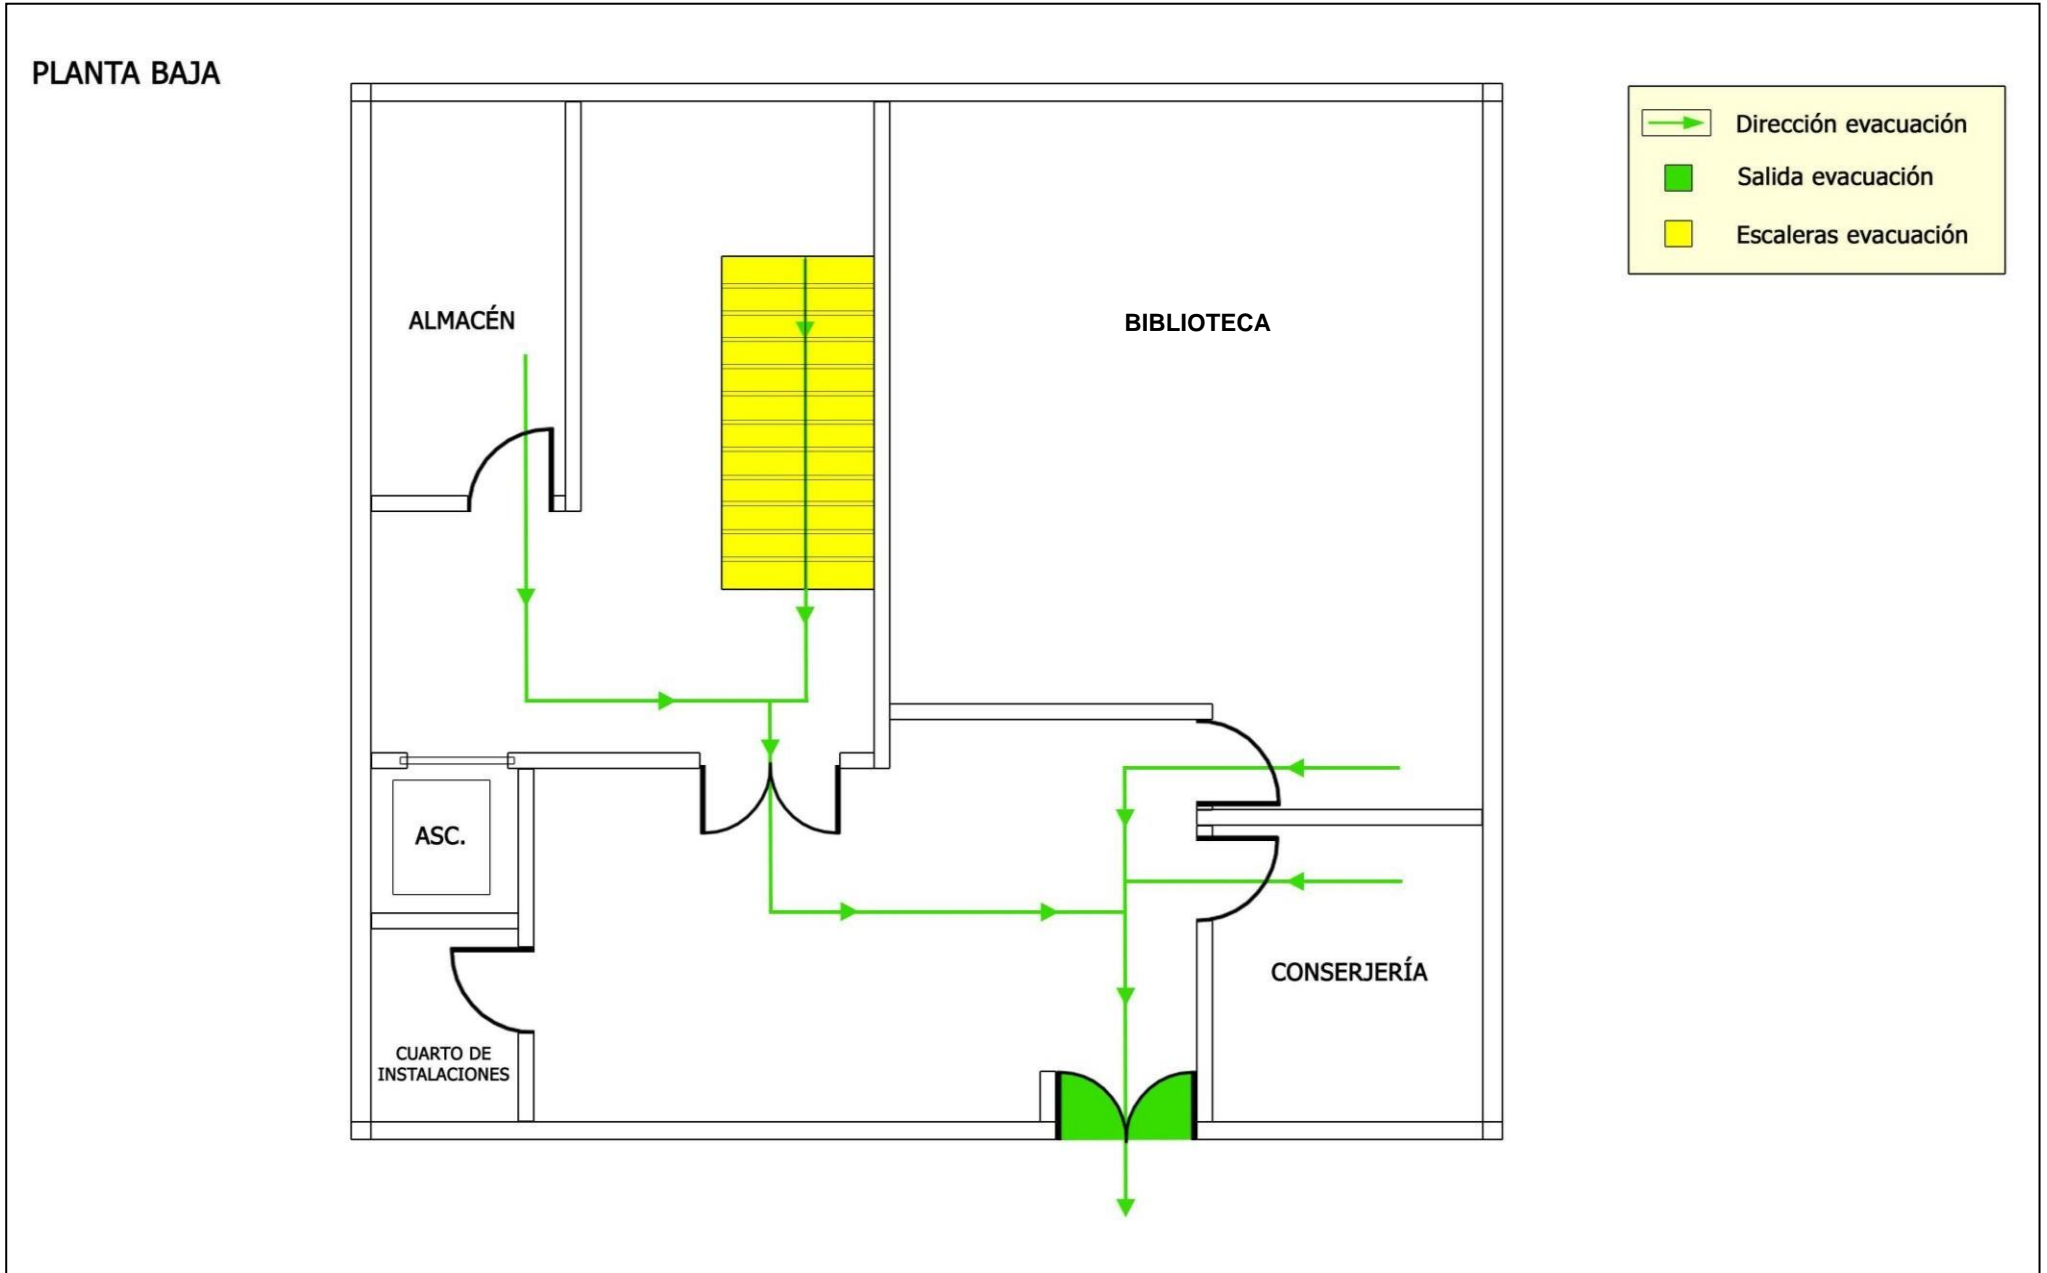 PLANTA BAJA
Dirección evacuación
Salida evacuación
Escaleras evacuación
ALMACÉN
BIBLIOTECA
ASC.
CONSERJERÍA
CUARTO DE
INSTALACIONES